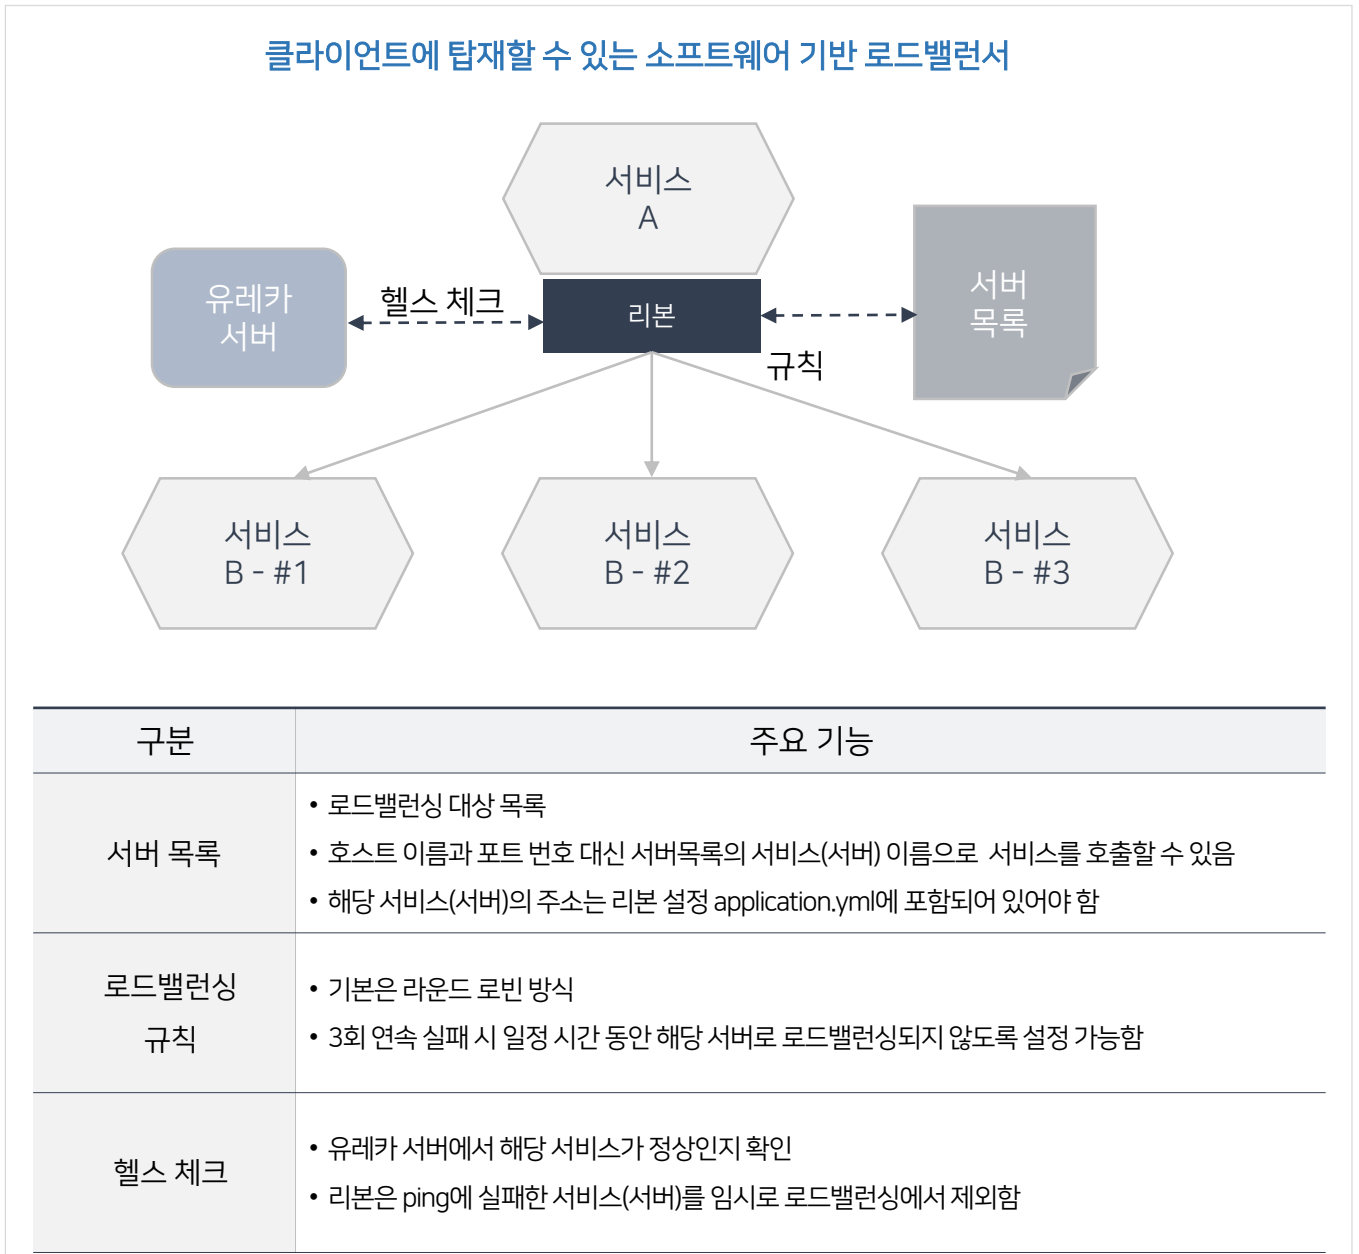 클라이언트에 탑재할 수 있는 소프트웨어 기반 로드밸런서
서비스
A
유레카
서버
헬스 체크
리본
규칙
서버
목록
서비스
B - #1
서비스
B - #2
서비스
B - #3
구분
주요 기능
서버 목록
• 로드밸런싱 대상 목록
• 호스트 이름과 포트 번호 대신 서버목록의 서비스(서버) 이름으로 서비스를 호출할 수 있음
• 해당 서비스(서버)의 주소는 리본 설정 application.yml에 포함되어 있어야 함
로드밸런싱
규칙
• 기본은 라운드 로빈 방식
• 3회 연속 실패 시 일정 시간 동안 해당 서버로 로드밸런싱되지 않도록 설정 가능함
헬스 체크
• 유레카 서버에서 해당 서비스가 정상인지 확인
• 리본은 ping에 실패한 서비스(서버)를 임시로 로드밸런싱에서 제외함